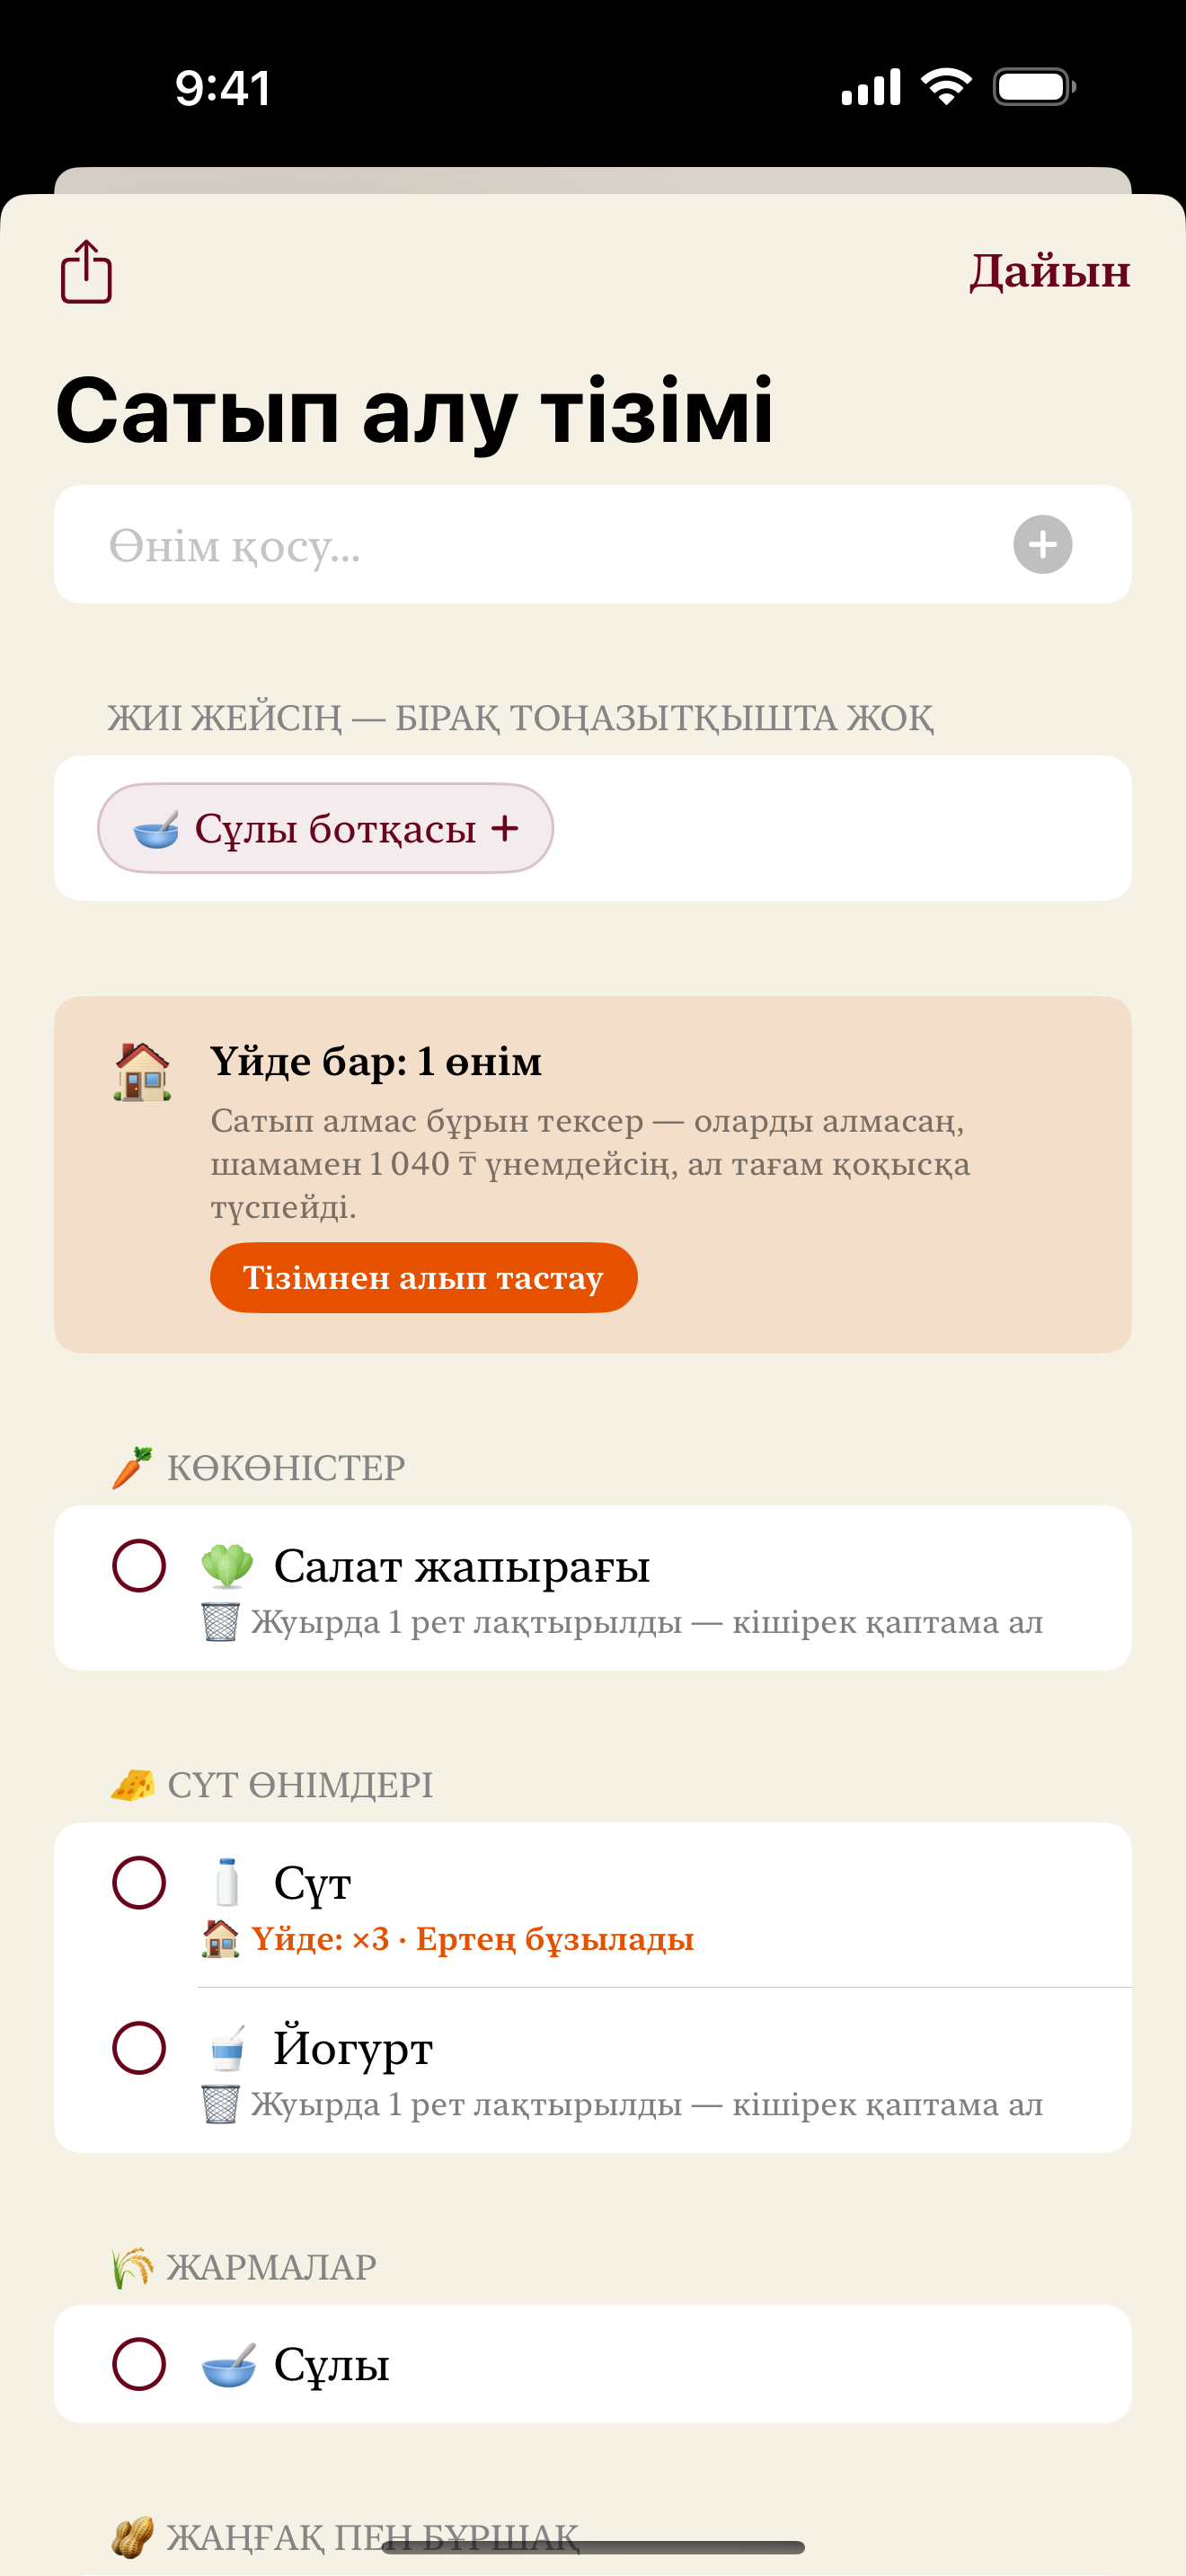 9:41
Дайын
Сатып алу тізімі
Өнім қосу...
ЖИІ ЖЕЙСІҢ — БІРАҚ ТОҢАЗЫТҚЫШТА ЖОҚ
Сұлы ботқасы +
Үйде бар: 1 өнім
Сатып алмас бұрын тексер — оларды алмасаң,
шамамен 1 040 ₸ үнемдейсің, ал тағам қоқысқа
түспейді.
Тізімнен алып тастау
КӨКӨНІСТЕР
Салат жапырағы
Жуырда 1 рет лақтырылды — кішірек қаптама ал
СҮТ ӨНІМДЕРІ
Сүт
Үйде: ×3 · Ертең бұзылады
Йогурт
Жуырда 1 рет лақтырылды — кішірек қаптама ал
ЖАРМАЛАР
Сұлы
ЖАҢҒАҚ ПЕН БҰРШАҚ